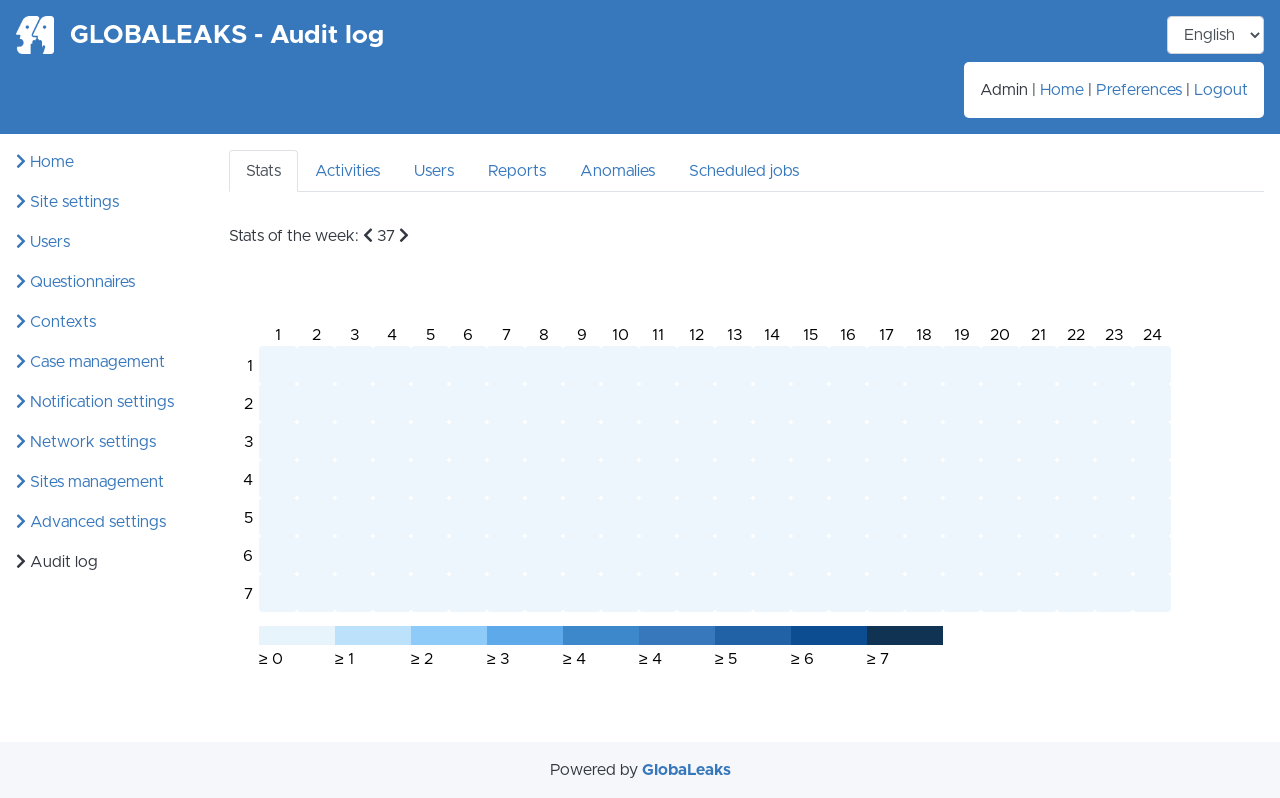 GLOBALEAKS - Audit log
English
Admin | Home | Preferences | Logout
Home
Site settings
Users
Questionnaires
Contexts
Case management
Notification settings
Network settings
Sites management
Advanced settings
Audit log
Stats Activities Users Reports Anomalies Scheduled jobs
Stats of the week: 37
1 2 3 4 5 6 7 8 9 10 11 12 13 14 15 16 17 18 19 20 21 22 23 24
1
2
3
4
5
6
7
≥ 0 ≥ 1 ≥ 2 ≥ 3 ≥ 4 ≥ 4 ≥ 5 ≥ 6 ≥ 7
Powered by GlobaLeaks